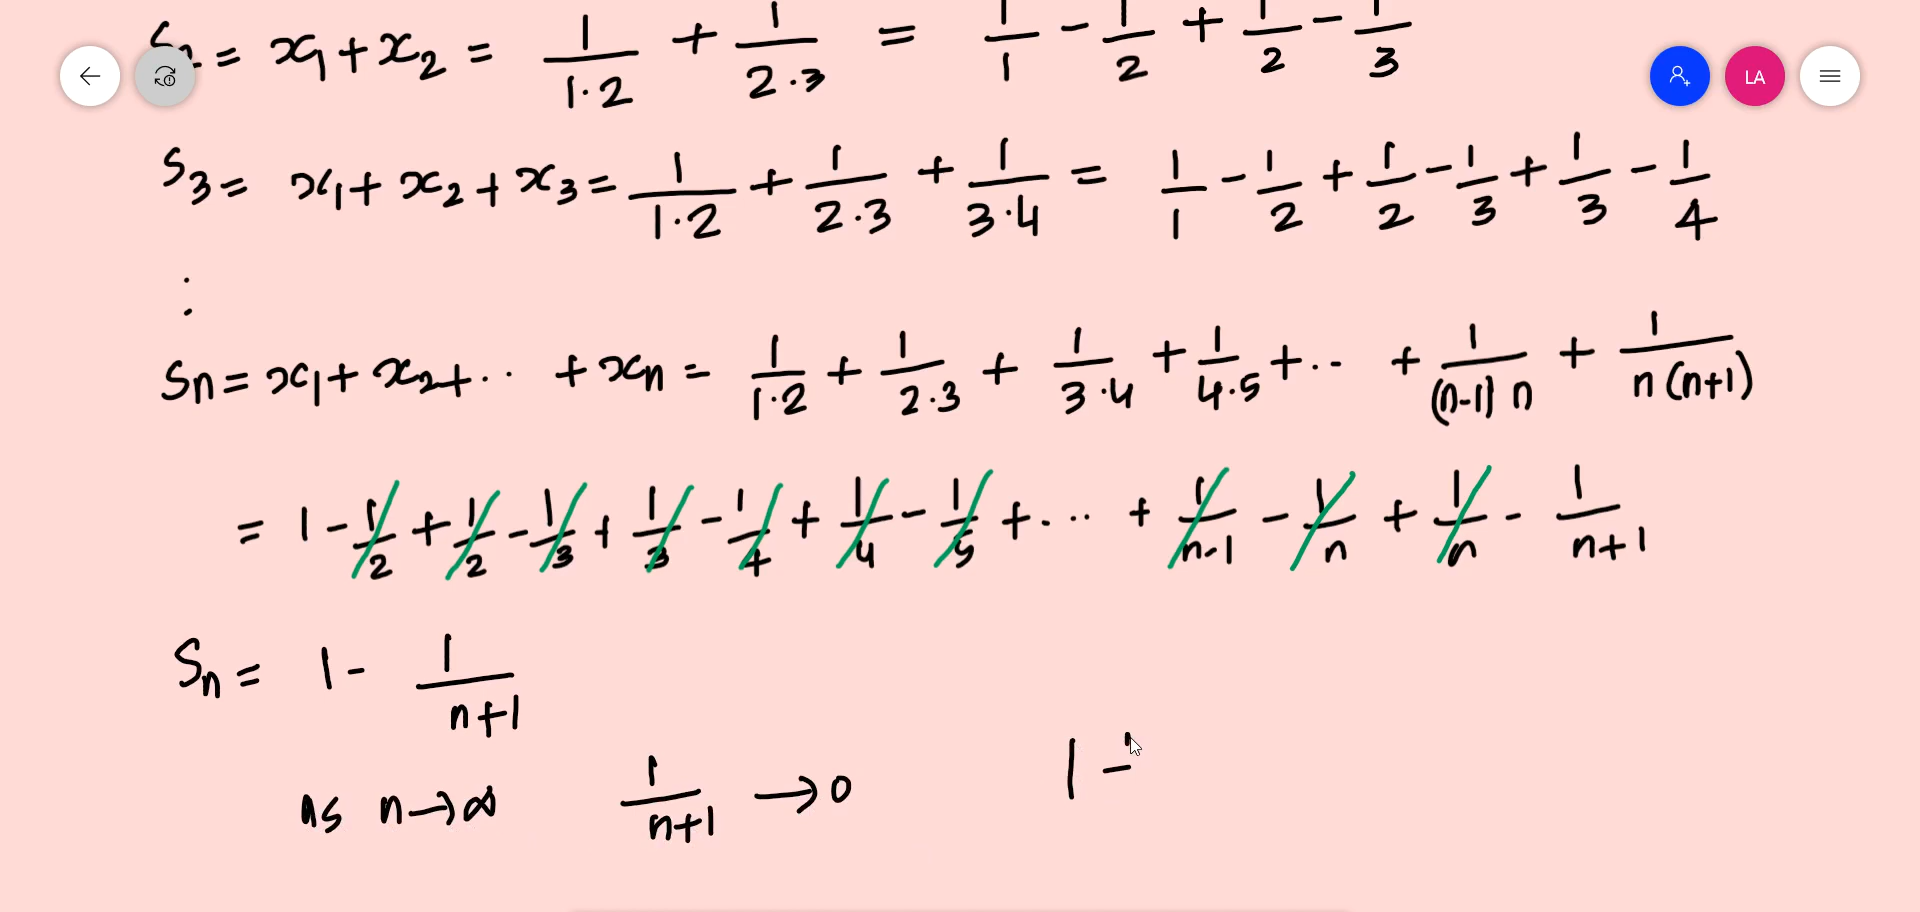 = x₁ + x₂ = 1/(1·2) + 1/(2·3) = 1/1 - 1/2 + 1/2 - 1/3
LA
S₃ = x₁ + x₂ + x₃ = 1/(1·2) + 1/(2·3) + 1/(3·4) = 1/1 - 1/2 + 1/2 - 1/3 + 1/3 - 1/4
:
Sn = x₁ + x₂ + ·· + xn = 1/(1·2) + 1/(2·3) + 1/(3·4) + 1/(4·5) + ·· + 1/((n-1) n) + 1/(n (n+1))
= 1 - 1/2 + 1/2 - 1/3 + 1/3 - 1/4 + 1/4 - 1/5 + ··· + 1/(n-1) - 1/n + 1/n - 1/(n+1)
Sn = 1 - 1/(n+1)
as n→∞ 1/(n+1) → 0 1 -